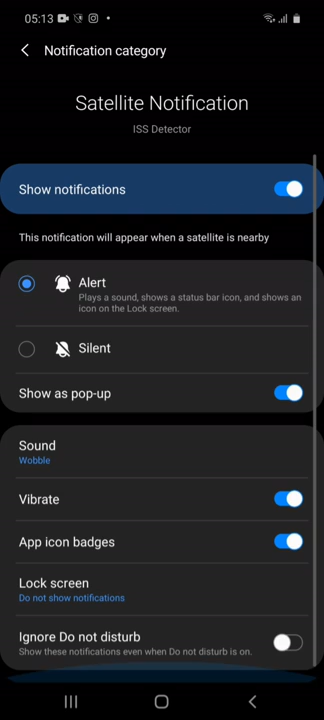 05:13
Notification category
Satellite Notification
ISS Detector
Show notifications
This notification will appear when a satellite is nearby
Alert
Plays a sound, shows a status bar icon, and shows an
icon on the Lock screen.
Silent
Show as pop-up
Sound
Wobble
Vibrate
App icon badges
Lock screen
Do not show notifications
Ignore Do not disturb
Show these notifications even when Do not disturb is on.